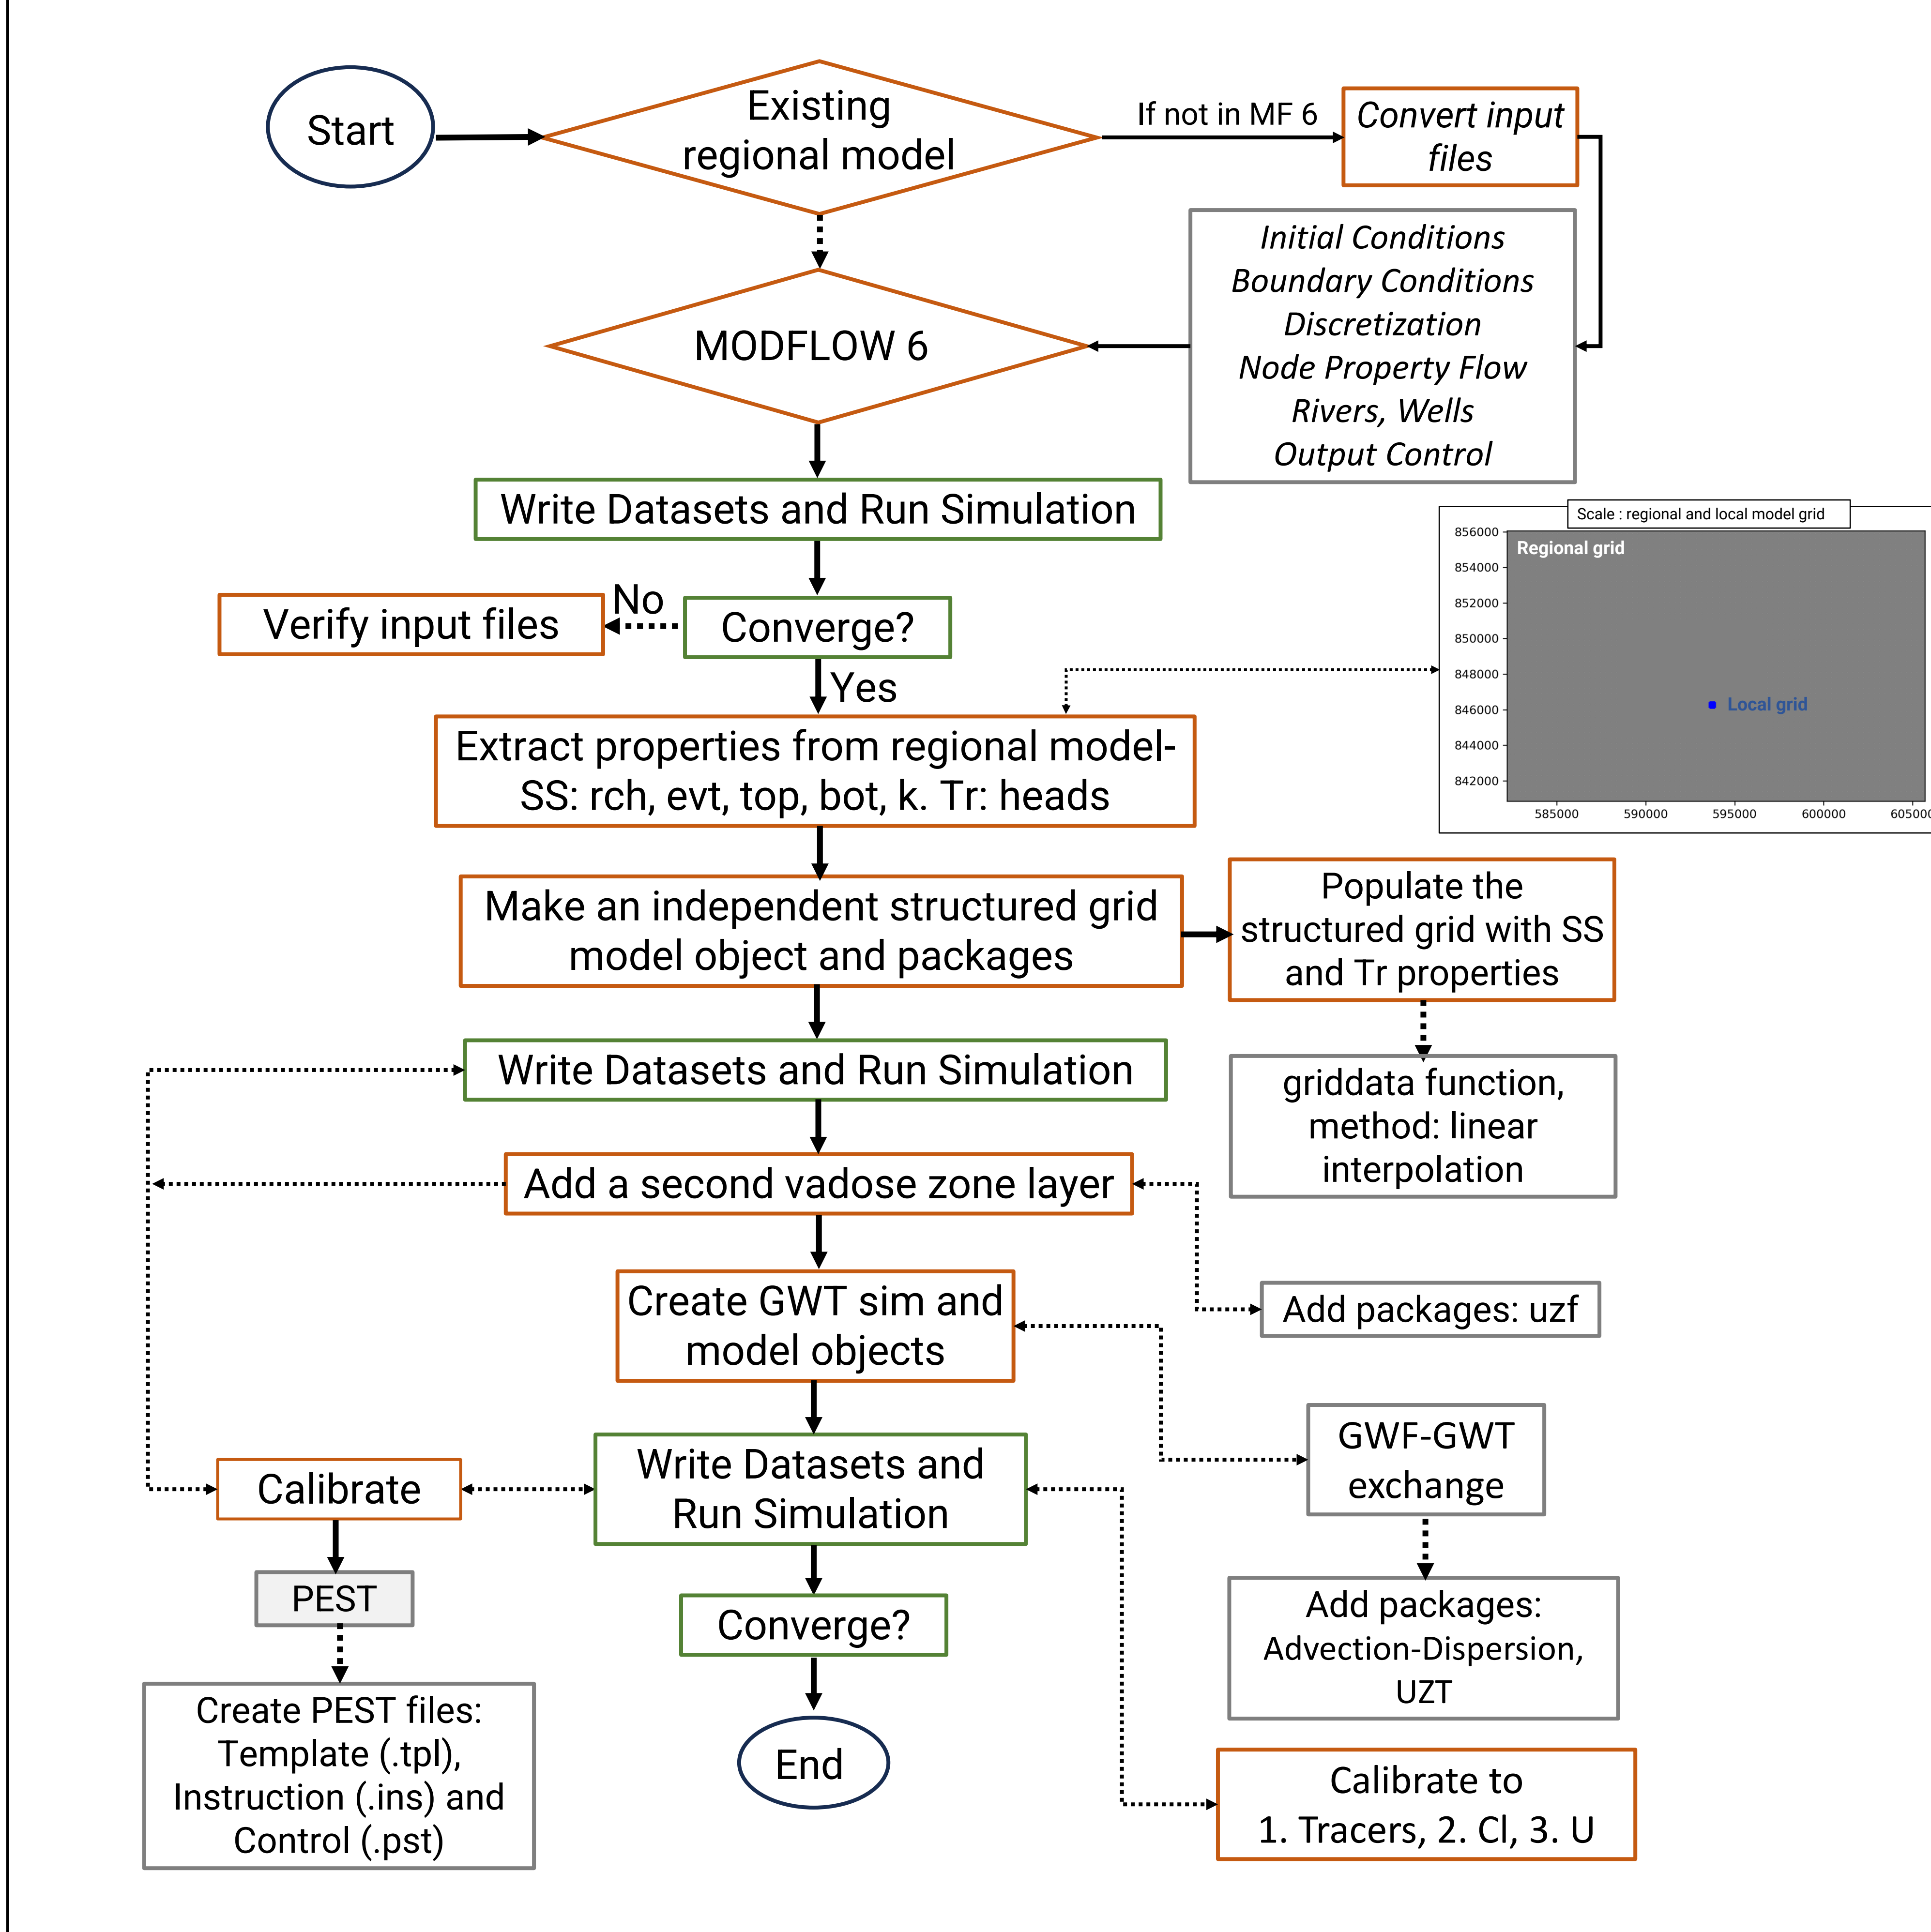 Start
Existing
regional model
If not in MF 6
Convert input
files
Initial Conditions
Boundary Conditions
Discretization
Node Property Flow
Rivers, Wells
Output Control
MODFLOW 6
Write Datasets and Run Simulation
Scale : regional and local model grid
856000
854000
852000
850000
848000
846000
844000
842000
Regional grid
Local grid
585000
590000
595000
600000
Verify input files
No
Converge?
Yes
Extract properties from regional model-
SS: rch, evt, top, bot, k. Tr: heads
Make an independent structured grid
model object and packages
Populate the
structured grid with SS
and Tr properties
griddata function,
method: linear
interpolation
Write Datasets and Run Simulation
Add a second vadose zone layer
Add packages: uzf
Create GWT sim and
model objects
GWF-GWT
exchange
Add packages:
Advection-Dispersion,
UZT
Calibrate
Write Datasets and
Run Simulation
PEST
Create PEST files:
Template (.tpl),
Instruction (.ins) and
Control (.pst)
Converge?
End
Calibrate to
1. Tracers, 2. Cl, 3. U